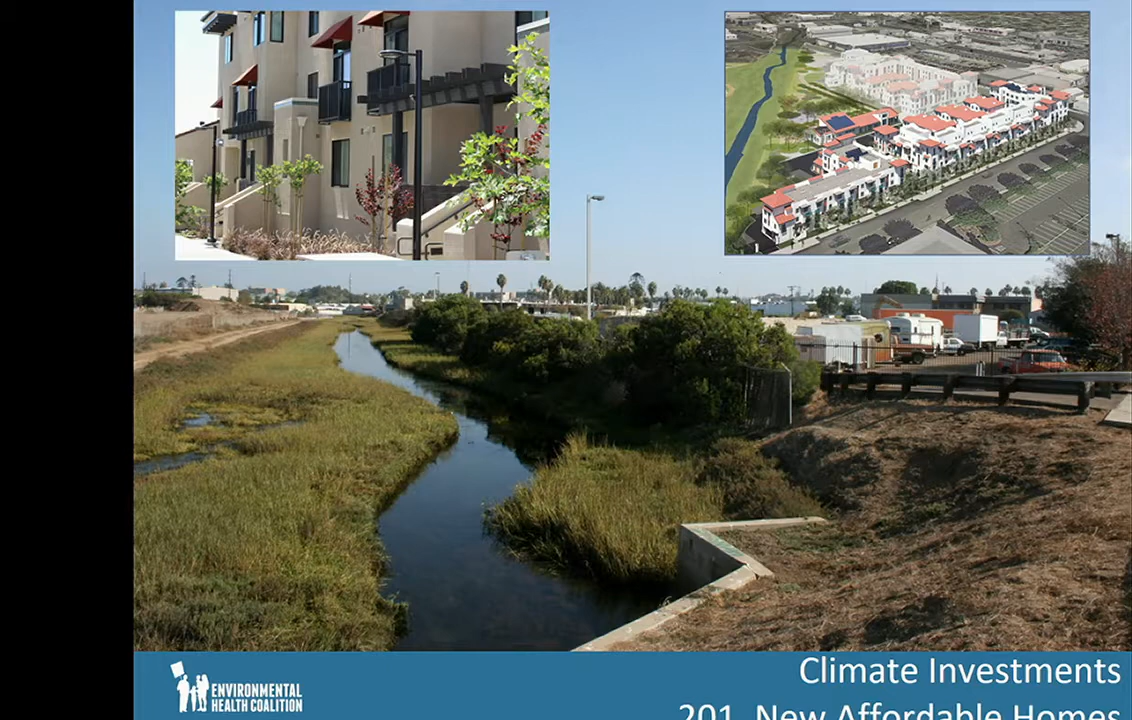 ENVIRONMENTAL
HEALTH COALITION
Climate Investments
201 New Affordable Homes